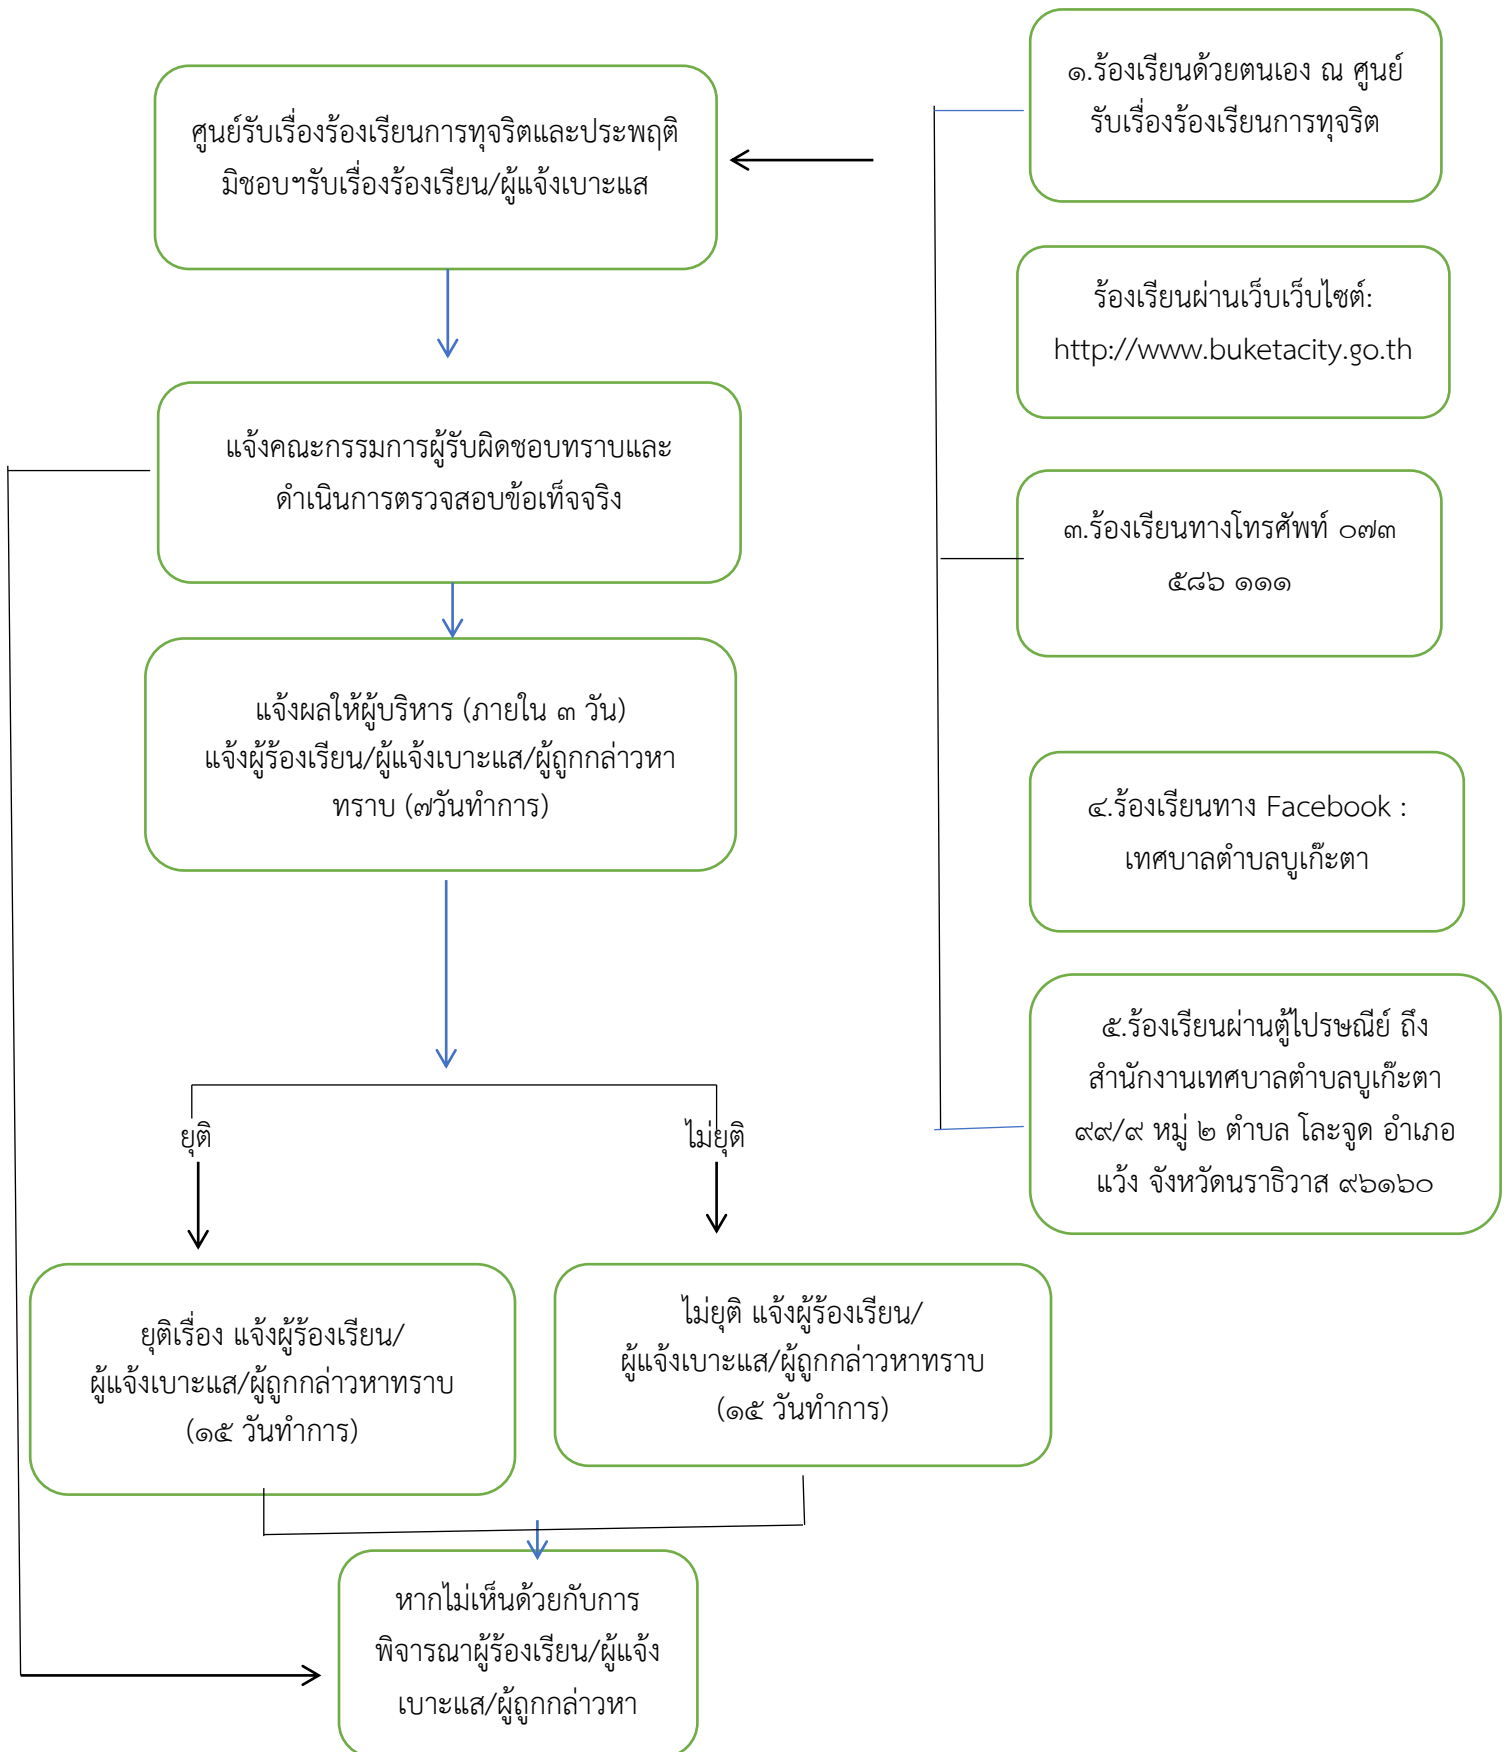 ๑.ร้องเรียนด้วยตนเอง ณ ศูนย์
รับเรื่องร้องเรียนการทุจริต
ศูนย์รับเรื่องร้องเรียนการทุจริตและประพฤติ
มิชอบฯรับเรื่องร้องเรียน/ผู้แจ้งเบาะแส
ร้องเรียนผ่านเว็บเว็บไซต์:
http://www.buketacity.go.th
แจ้งคณะกรรมการผู้รับผิดชอบทราบและ
ดำเนินการตรวจสอบข้อเท็จจริง
๓.ร้องเรียนทางโทรศัพท์ ๐๗๓
๕๘๖ ๑๑๑
แจ้งผลให้ผู้บริหาร (ภายใน ๓ วัน)
แจ้งผู้ร้องเรียน/ผู้แจ้งเบาะแส/ผู้ถูกกล่าวหา
ทราบ (๗วันทำการ)
๔.ร้องเรียนทาง Facebook :
เทศบาลตำบลบูเก๊ะตา
๕.ร้องเรียนผ่านตู้ไปรษณีย์ ถึง
สำนักงานเทศบาลตำบลบูเก๊ะตา
๙๙/๙ หมู่ ๒ ตำบล โละจูด อำเภอ
แว้ง จังหวัดนราธิวาส ๙๖๑๖๐
ยุติ
ไม่ยุติ
ยุติเรื่อง แจ้งผู้ร้องเรียน/
ผู้แจ้งเบาะแส/ผู้ถูกกล่าวหาทราบ
(๑๕ วันทำการ)
ไม่ยุติ แจ้งผู้ร้องเรียน/
ผู้แจ้งเบาะแส/ผู้ถูกกล่าวหาทราบ
(๑๕ วันทำการ)
หากไม่เห็นด้วยกับการ
พิจารณาผู้ร้องเรียน/ผู้แจ้ง
เบาะแส/ผู้ถูกกล่าวหา